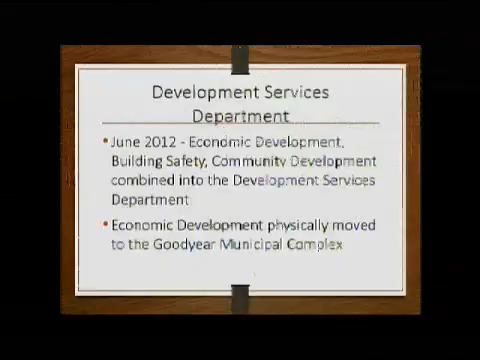 Development Services
Department
• June 2012 - Economic Development,
Building Safety, Community Development
combined into the Development Services
Department
• Economic Development physically moved
to the Goodyear Municipal Complex